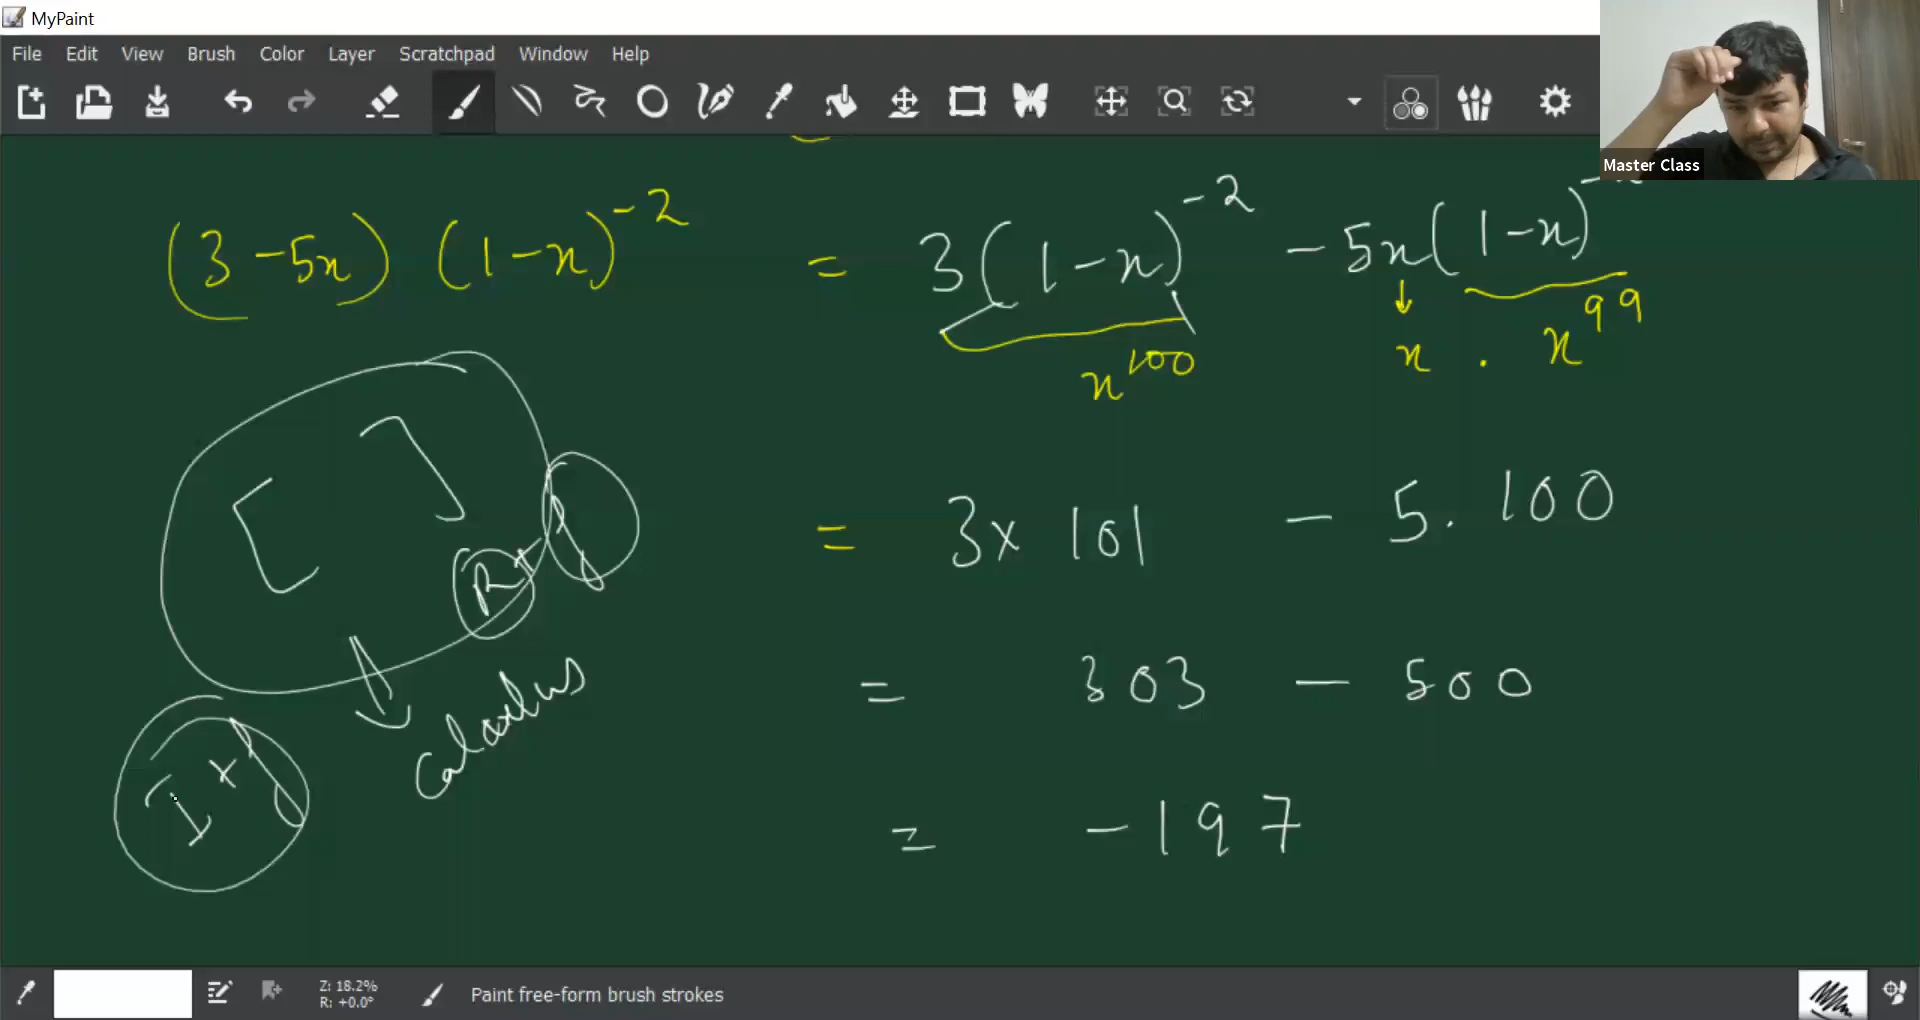 MyPaint
File Edit View Brush Color Layer Scratchpad Window Help
Master Class
(3-5x) (1-x)^-2 = 3(1-x)^-2 - 5x(1-x)
x^100 x . x^99
[ ] R+f
= 3x 101 - 5. 100
Calculus
= 303 - 500
I+f
= -197
Z: 18.2%
R: +0.0°
Paint free-form brush strokes